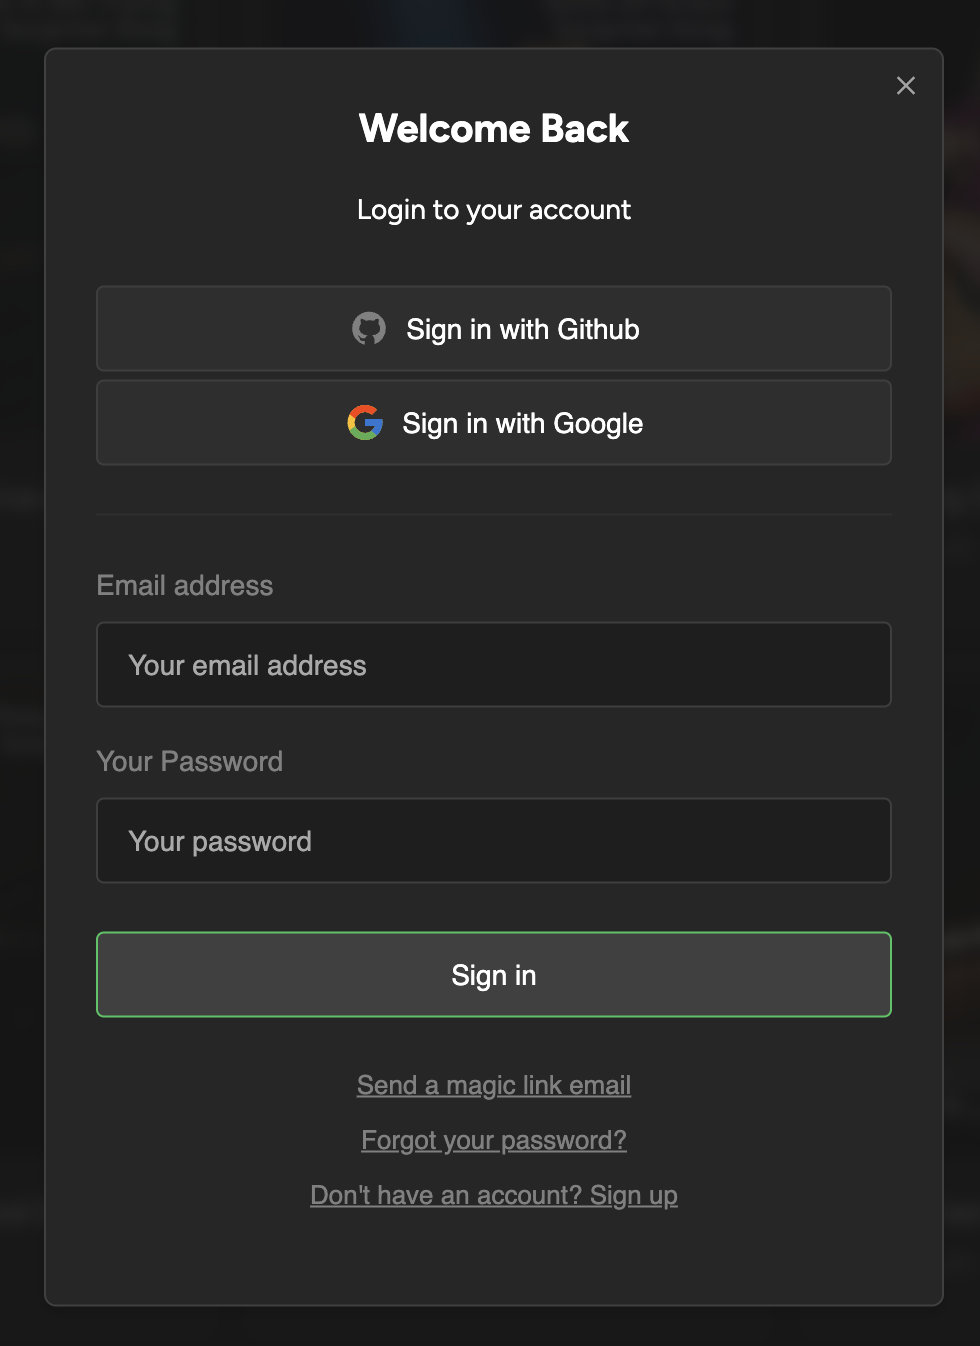 Welcome Back
Login to your account
Sign in with Github
Sign in with Google
Email address
Your email address
Your Password
Your password
Sign in
Send a magic link email
Forgot your password?
Don't have an account? Sign up